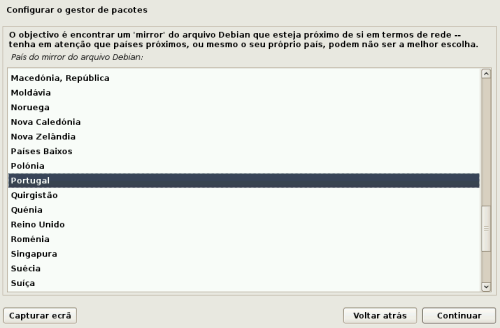 Configurar o gestor de pacotes
O objectivo é encontrar um 'mirror' do arquivo Debian que esteja próximo de si em termos de rede --
tenha em atenção que países próximos, ou mesmo o seu próprio país, podem não ser a melhor escolha.
País do mirror do arquivo Debian:
Macedónia, República
Moldávia
Noruega
Nova Caledónia
Nova Zelândia
Países Baixos
Polónia
Portugal
Quirgistão
Quénia
Reino Unido
Roménia
Singapura
Suécia
Suíça
Capturar ecrã
Voltar atrás
Continuar